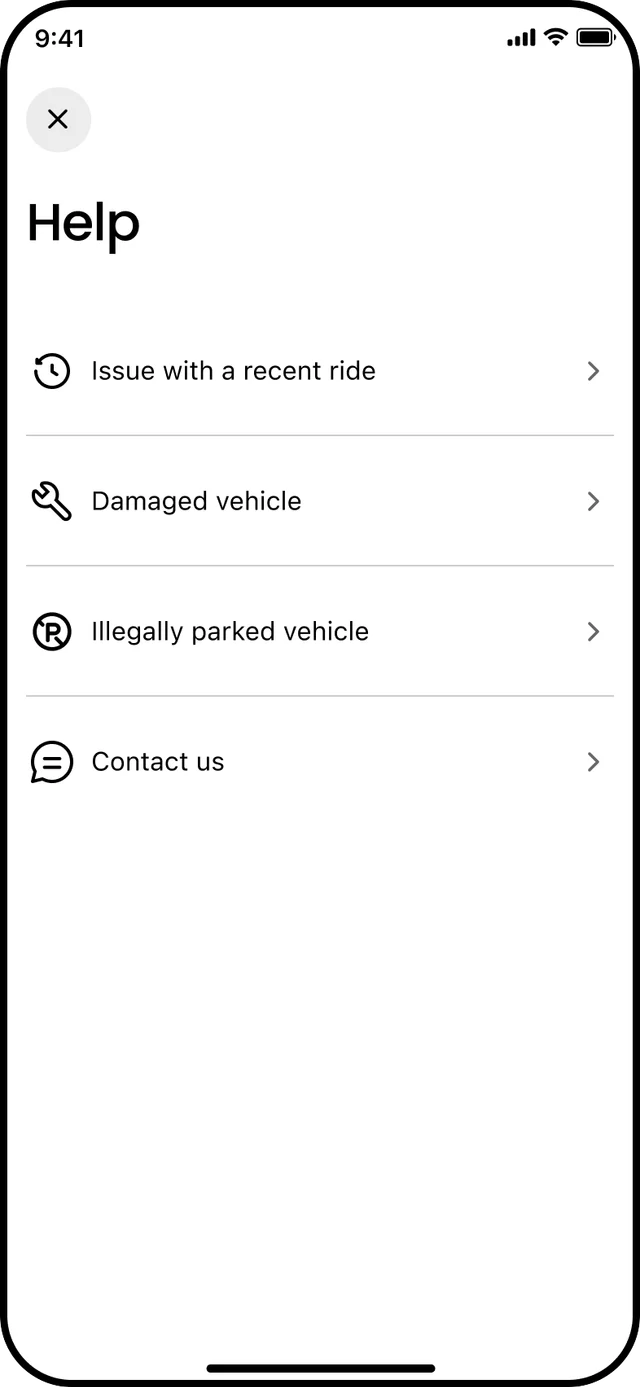 9:41
Help
Issue with a recent ride
Damaged vehicle
Illegally parked vehicle
Contact us